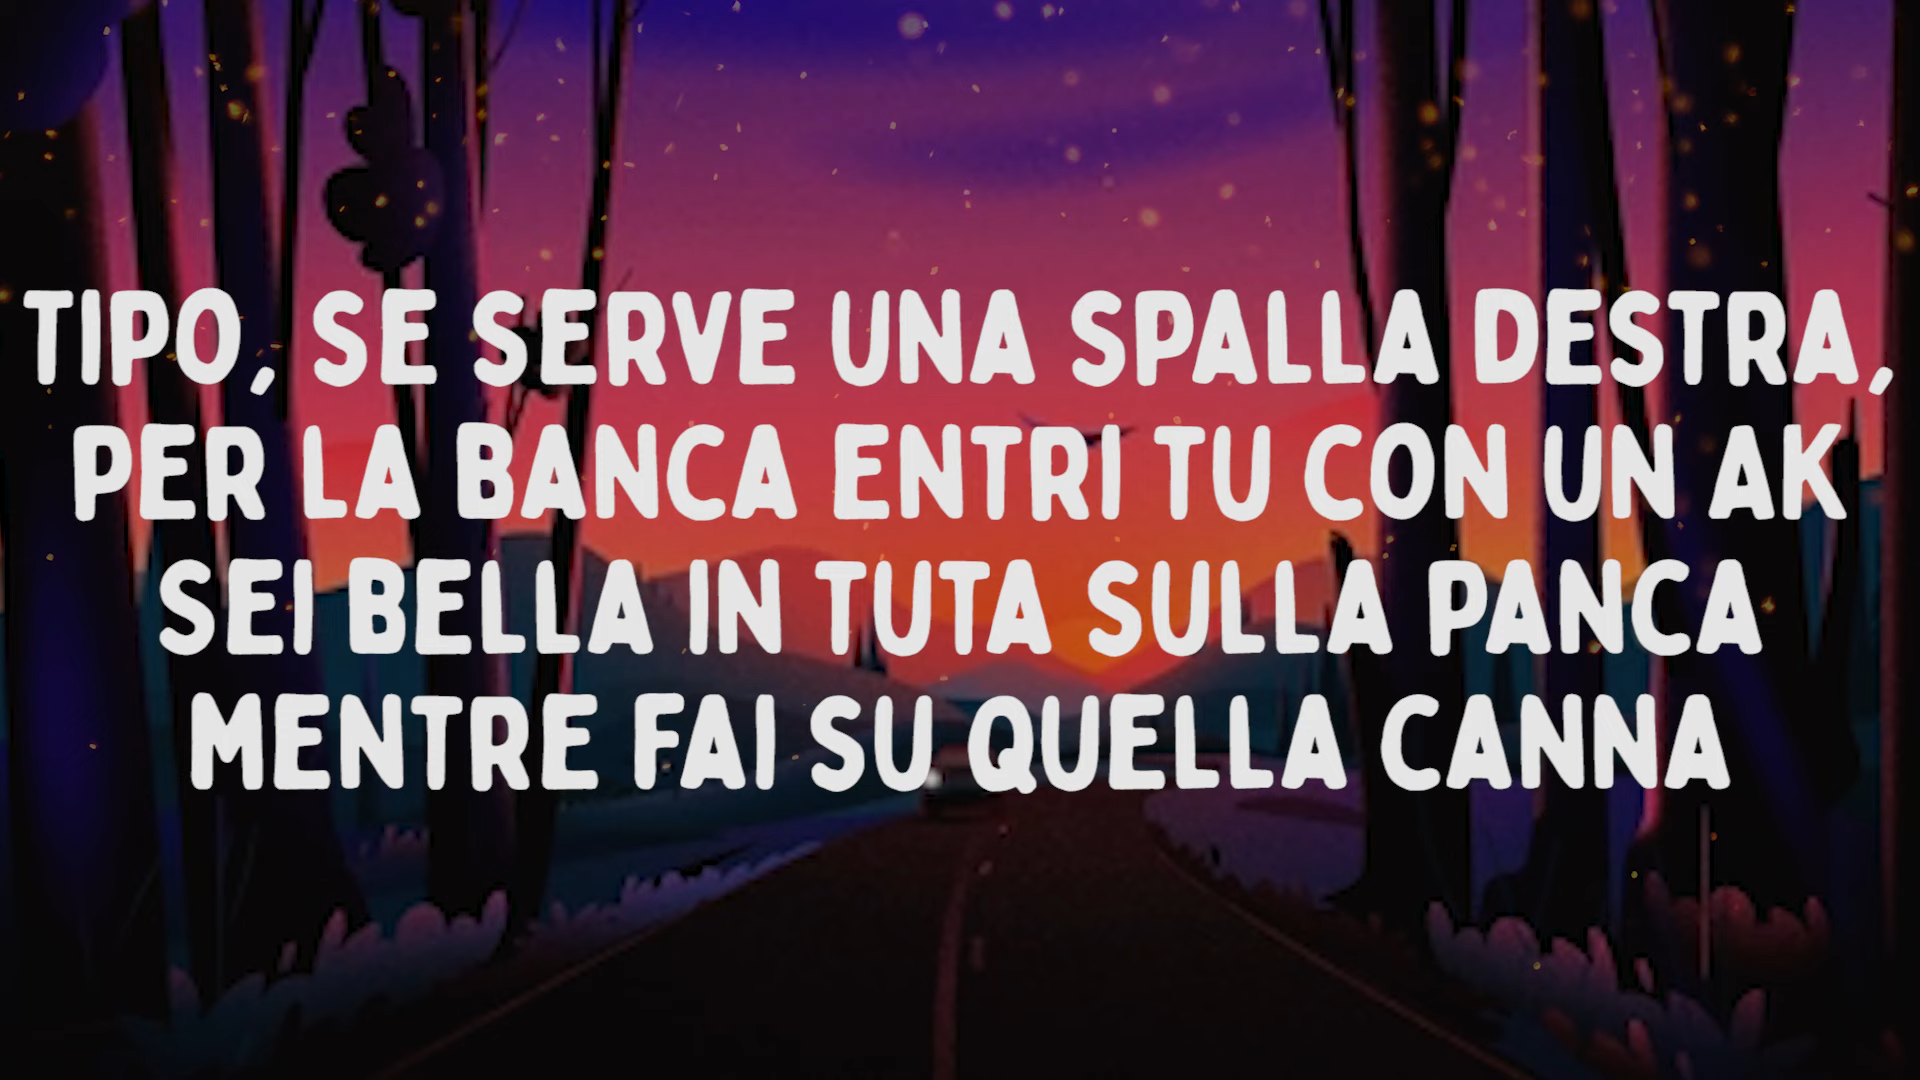 TIPO, SE SERVE UNA SPALLA DESTRA,
PER LA BANCA ENTRI TU CON UN AK
SEI BELLA IN TUTA SULLA PANCA
MENTRE FAI SU QUELLA CANNA